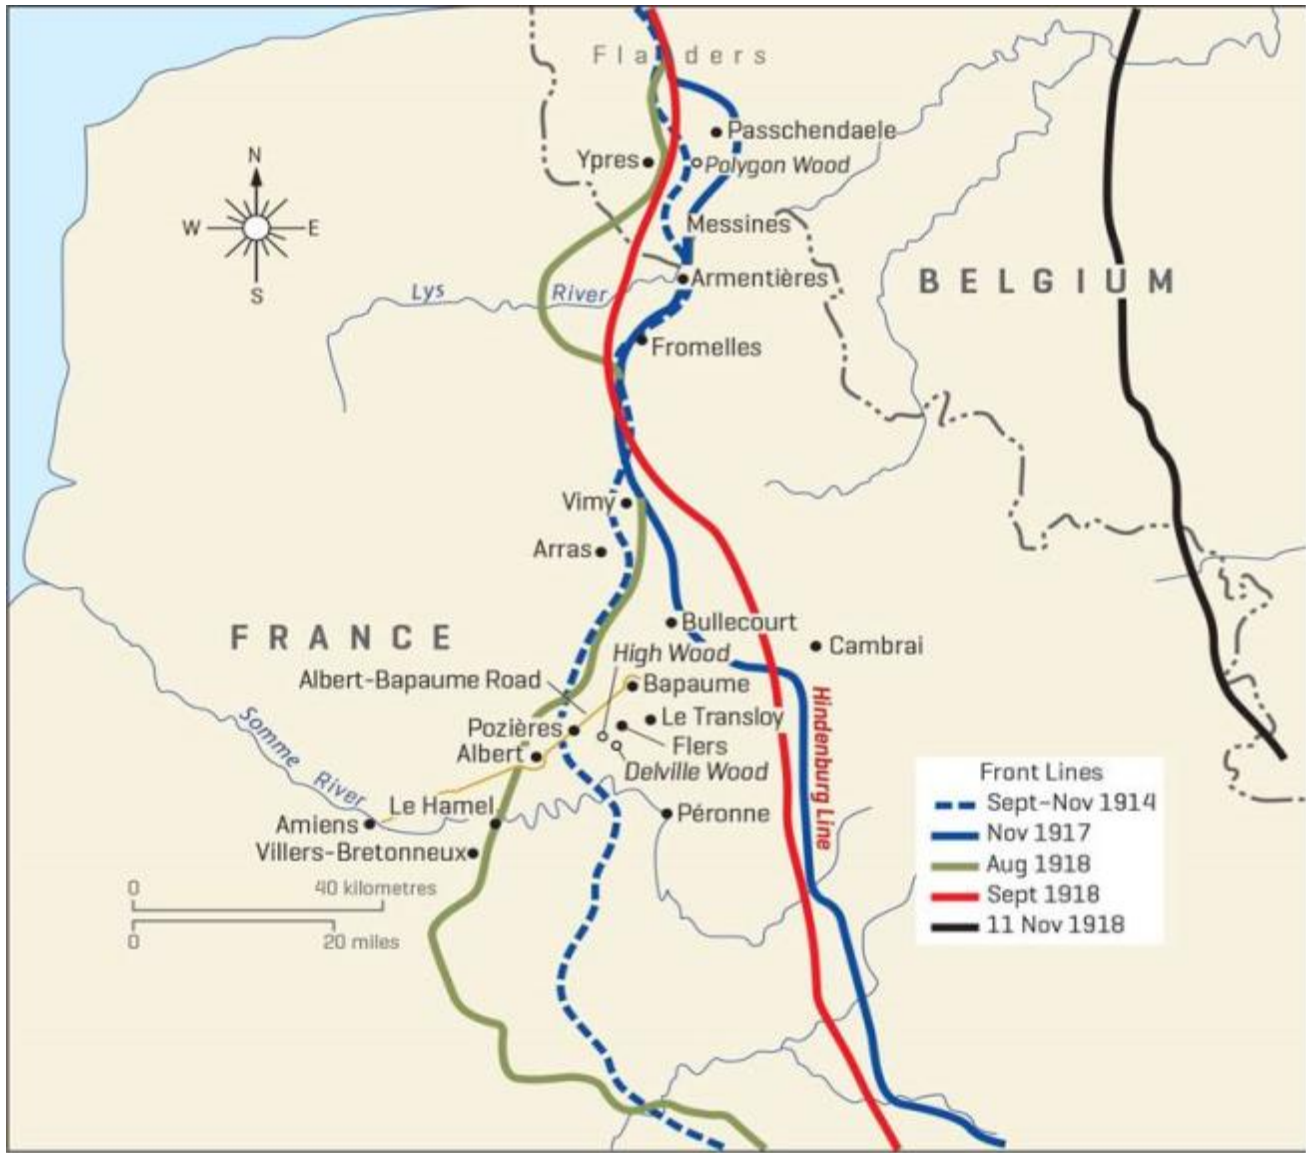 Flanders
Passchendaele
Ypres
Polygon Wood
N
W E
S
Messines
BELGIUM
Armentières
Lys River
Fromelles
Vimy
Arras
Bullecourt
FRANCE
High Wood
Cambrai
Albert-Bapaume Road
Bapaume
Hindenburg Line
Le Transloy
Pozières
Flers
Albert
Somme River
Delville Wood
Le Hamel
Péronne
Amiens
Villers-Bretonneux
0 40 kilometres
0 20 miles
Front Lines
Sept–Nov 1914
Nov 1917
Aug 1918
Sept 1918
11 Nov 1918